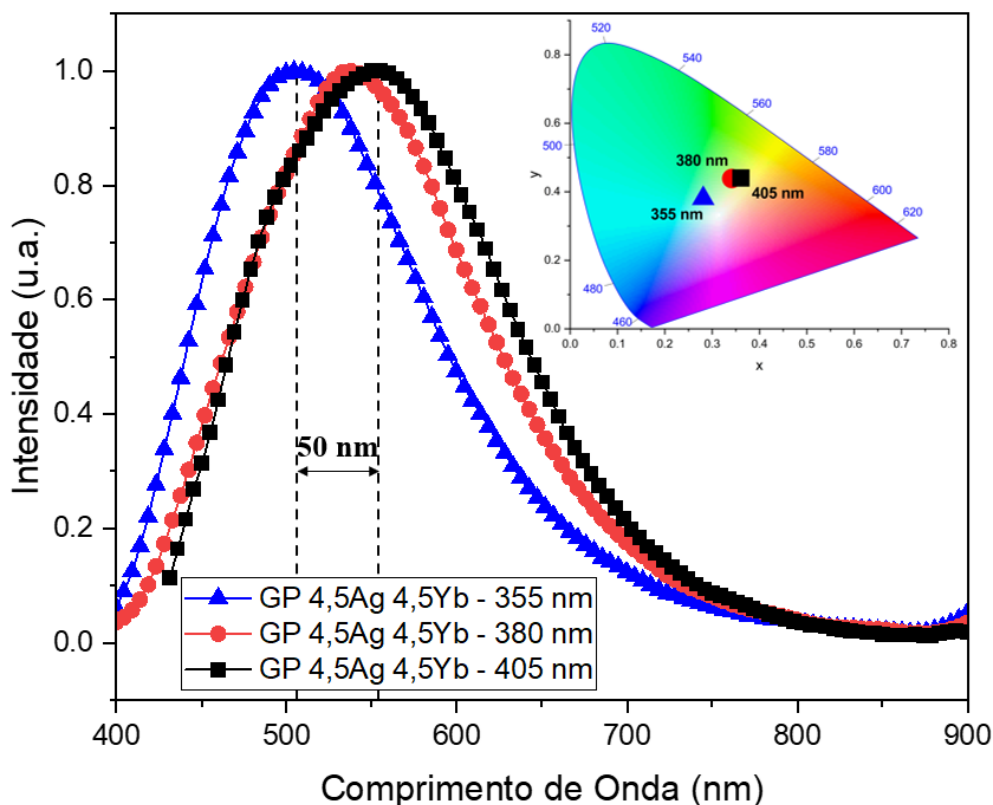 Intensidade (u.a.)
1.0
0.8
0.6
0.4
0.2
0.0
400 500 600 700 800 900
Comprimento de Onda (nm)
50 nm
GP 4,5Ag 4,5Yb - 355 nm
GP 4,5Ag 4,5Yb - 380 nm
GP 4,5Ag 4,5Yb - 405 nm
y
0.8
0.6
0.4
0.2
0.0
0.0 0.1 0.2 0.3 0.4 0.5 0.6 0.7 0.8
x
520
540
560
500
580
600
620
480
460
380 nm
405 nm
355 nm